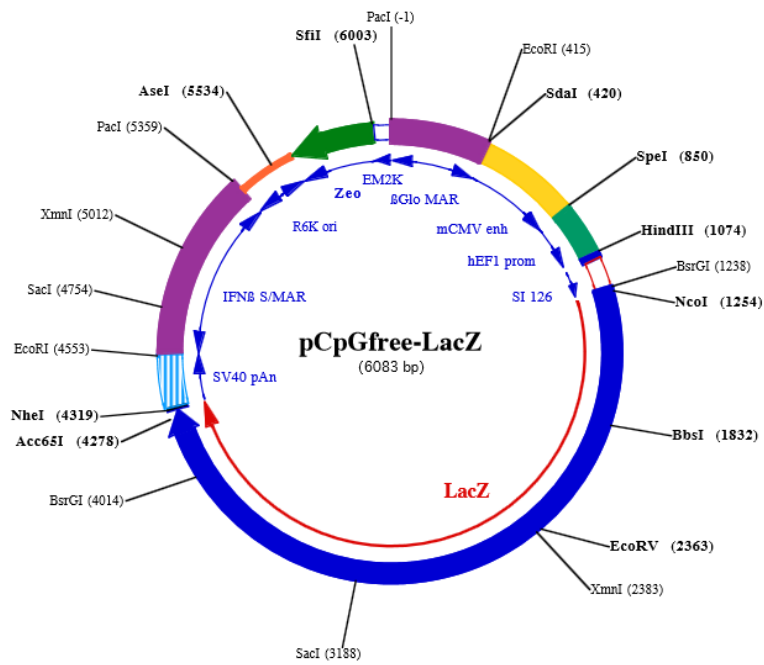 PacI (-1)
SfiI (6003)
EcoRI (415)
AseI (5534)
SdaI (420)
PacI (5359)
SpeI (850)
EM2K
Zeo
ßGlo MAR
XmnI (5012)
R6K ori
mCMV enh
HindIII (1074)
hEF1 prom
BsrGI (1238)
SacI (4754)
IFNß S/MAR
SI 126
NcoI (1254)
pCpGfree-LacZ
EcoRI (4553)
(6083 bp)
SV40 pAn
NheI (4319)
BbsI (1832)
Acc65I (4278)
LacZ
BsrGI (4014)
EcoRV (2363)
XmnI (2383)
SacI (3188)